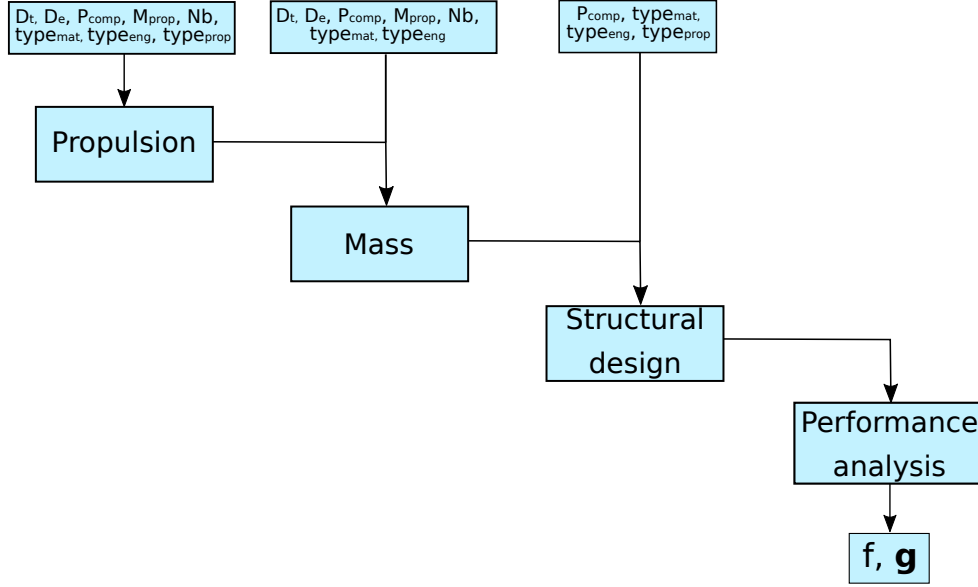 Dt, De, Pcomp, Mprop, Nb,
typemat, typeeng, typeprop
Dt, De, Pcomp, Mprop, Nb,
typemat, typeeng
Pcomp, typemat,
typeeng, typeprop
Propulsion
Mass
Structural
design
Performance
analysis
f, g